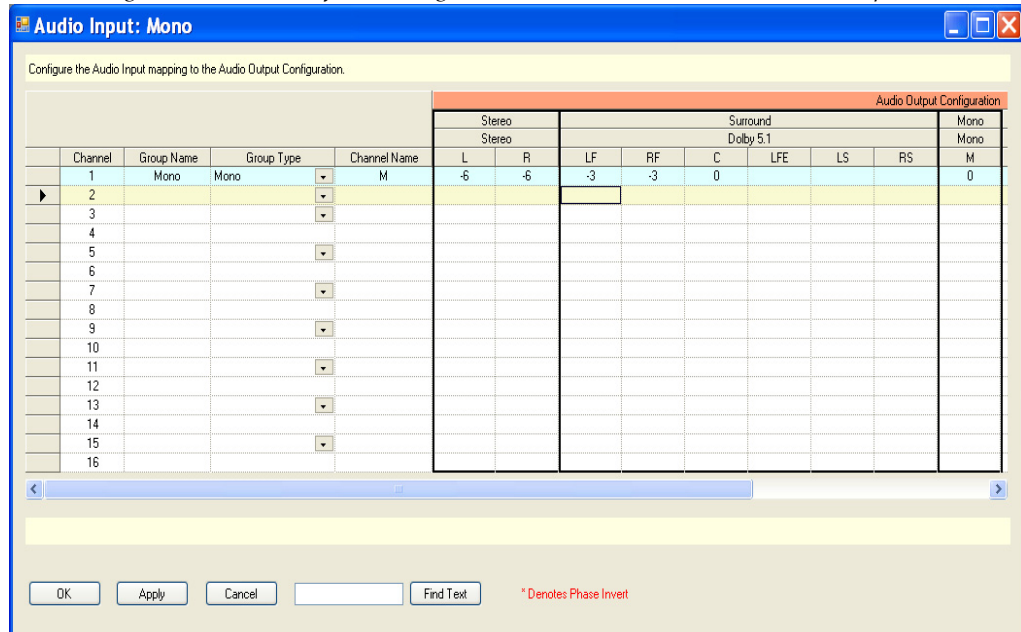 Audio Input: Mono
Configure the Audio Input mapping to the Audio Output Configuration.
Audio Output Configuration
Stereo Surround Mono
Stereo Dolby 5.1 Mono
Channel Group Name Group Type Channel Name L R LF RF C LFE LS RS M
1 Mono Mono M -6 -6 -3 -3 0 0
2
3
4
5
6
7
8
9
10
11
12
13
14
15
16
OK Apply Cancel Find Text * Denotes Phase Invert